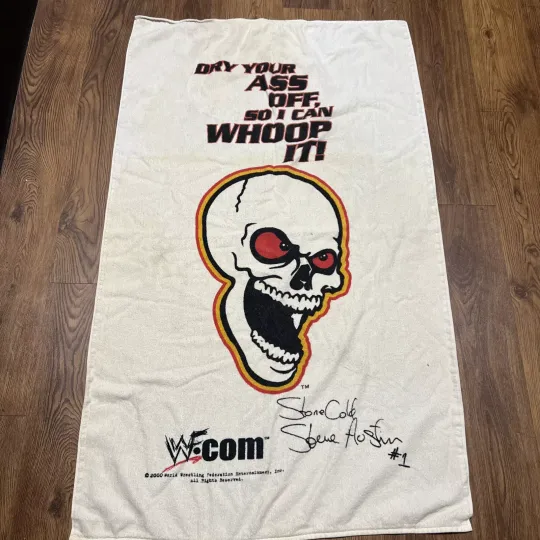 DRY YOUR
ASS
OFF,
SO I CAN
WHOOP
IT!
TM
Stone Cold
Steve Austin
#1
WF.com™
© 2000 World Wrestling Federation Entertainment, Inc.
All Rights Reserved.